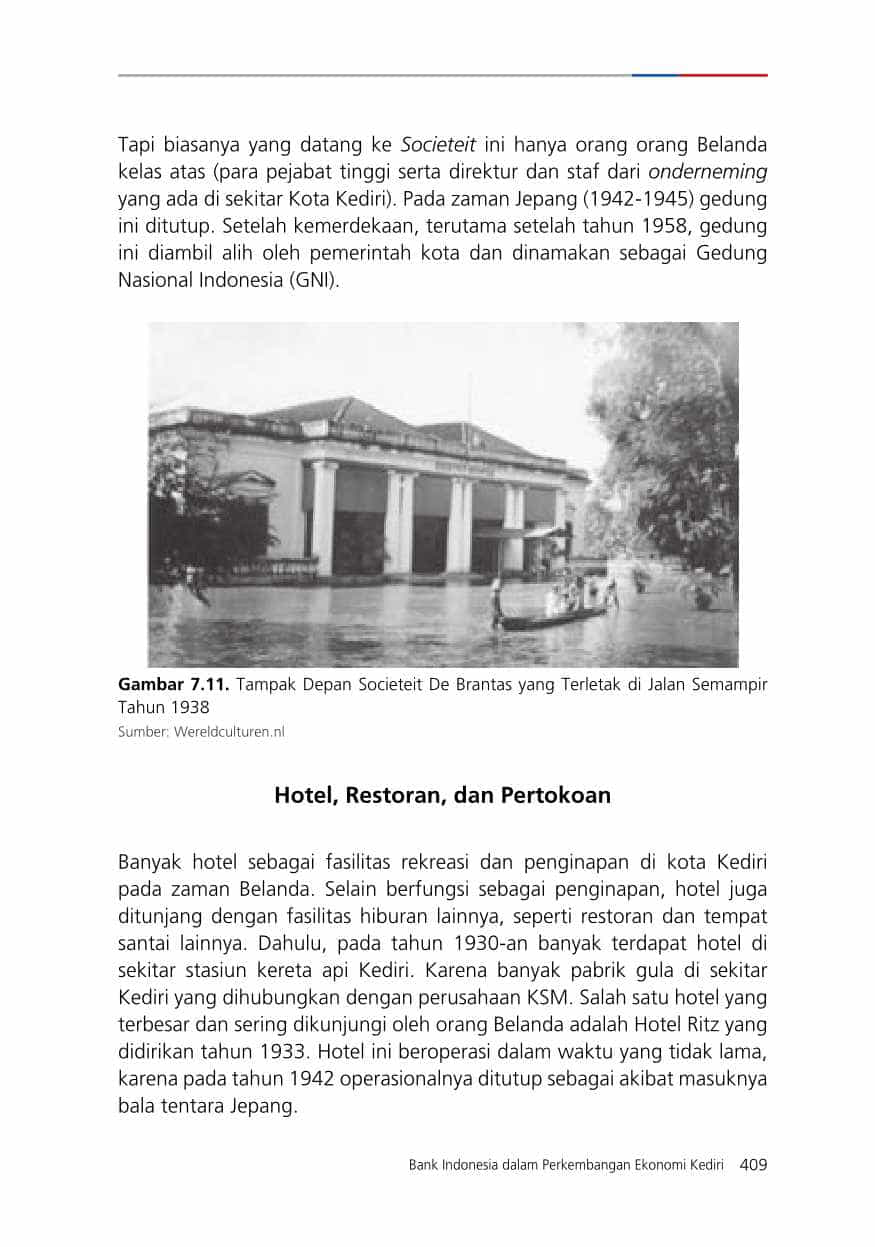 Tapi biasanya yang datang ke Societeit ini hanya orang orang Belanda
kelas atas (para pejabat tinggi serta direktur dan staf dari onderneming
yang ada di sekitar Kota Kediri). Pada zaman Jepang (1942-1945) gedung
ini ditutup. Setelah kemerdekaan, terutama setelah tahun 1958, gedung
ini diambil alih oleh pemerintah kota dan dinamakan sebagai Gedung
Nasional Indonesia (GNI).
Gambar 7.11. Tampak Depan Societeit De Brantas yang Terletak di Jalan Semampir
Tahun 1938
Sumber: Wereldculturen.nl
Hotel, Restoran, dan Pertokoan
Banyak hotel sebagai fasilitas rekreasi dan penginapan di kota Kediri
pada zaman Belanda. Selain berfungsi sebagai penginapan, hotel juga
ditunjang dengan fasilitas hiburan lainnya, seperti restoran dan tempat
santai lainnya. Dahulu, pada tahun 1930-an banyak terdapat hotel di
sekitar stasiun kereta api Kediri. Karena banyak pabrik gula di sekitar
Kediri yang dihubungkan dengan perusahaan KSM. Salah satu hotel yang
terbesar dan sering dikunjungi oleh orang Belanda adalah Hotel Ritz yang
didirikan tahun 1933. Hotel ini beroperasi dalam waktu yang tidak lama,
karena pada tahun 1942 operasionalnya ditutup sebagai akibat masuknya
bala tentara Jepang.
Bank Indonesia dalam Perkembangan Ekonomi Kediri 409